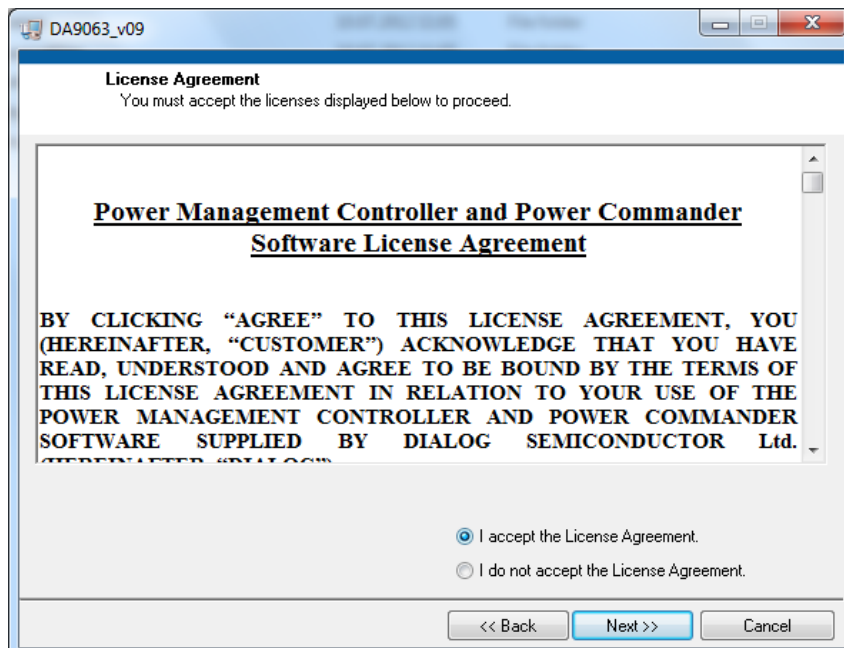 DA9063_v09
License Agreement
You must accept the licenses displayed below to proceed.
Power Management Controller and Power Commander
Software License Agreement
BY CLICKING “AGREE” TO THIS LICENSE AGREEMENT, YOU
(HEREINAFTER, “CUSTOMER”) ACKNOWLEDGE THAT YOU HAVE
READ, UNDERSTOOD AND AGREE TO BE BOUND BY THE TERMS OF
THIS LICENSE AGREEMENT IN RELATION TO YOUR USE OF THE
POWER MANAGEMENT CONTROLLER AND POWER COMMANDER
SOFTWARE SUPPLIED BY DIALOG SEMICONDUCTOR Ltd.
(HEREINAFTER, “DIALOG”)
I accept the License Agreement.
I do not accept the License Agreement.
<< Back
Next >>
Cancel